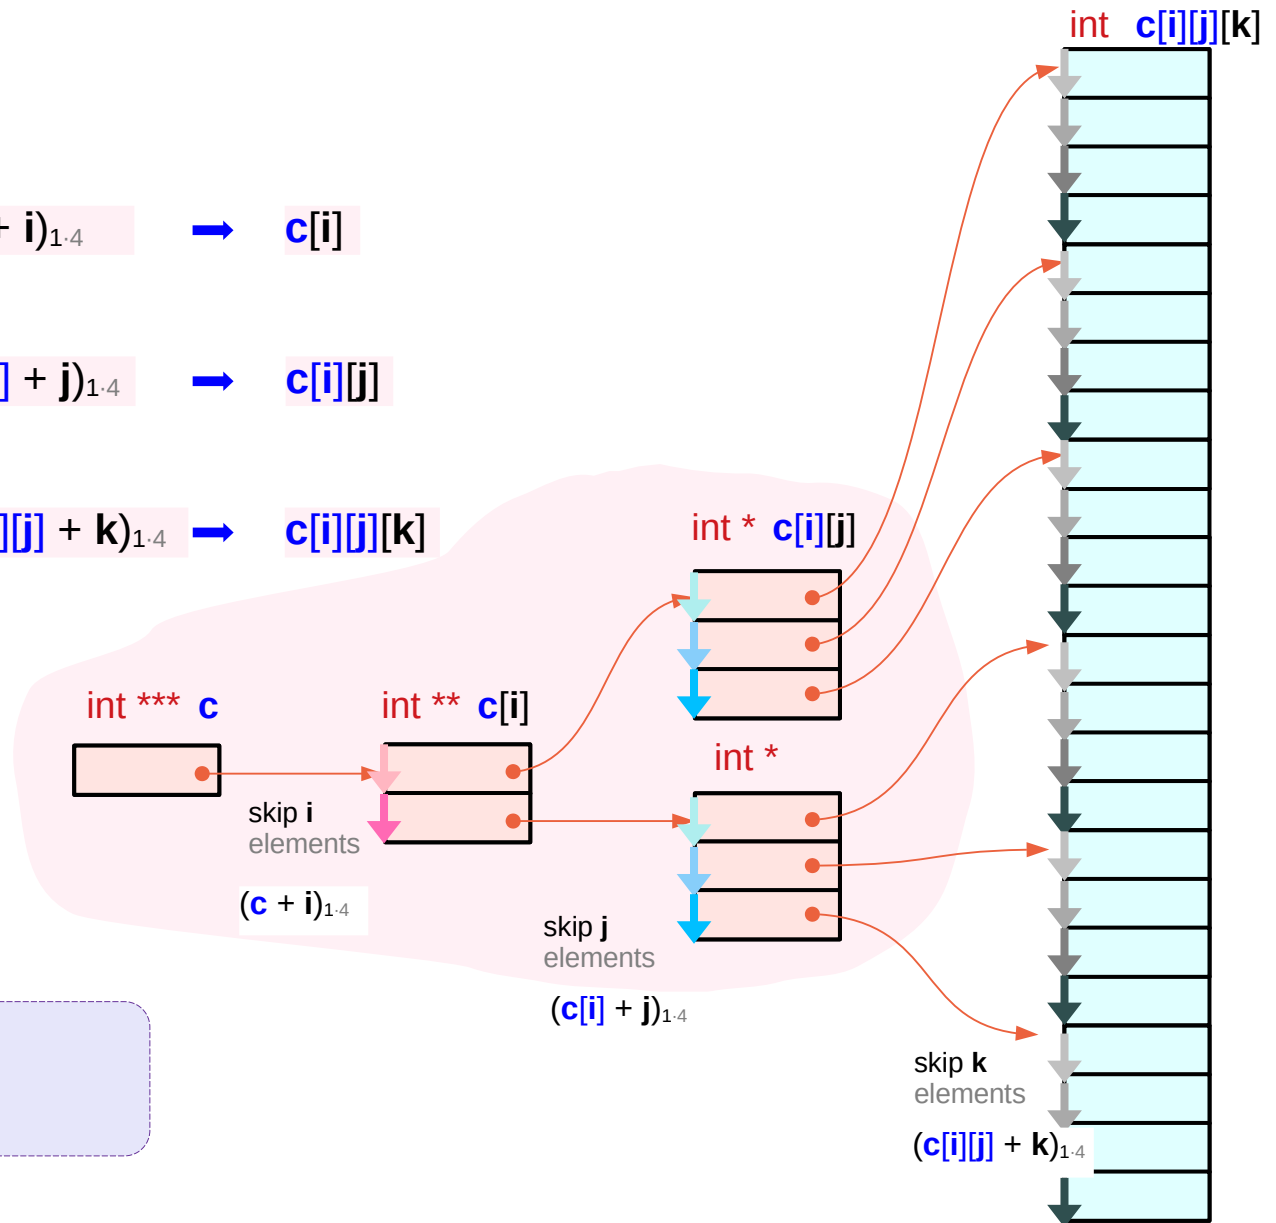 int c[i][j][k]
+ i)1·4 ➡ c[i]
] + j)1·4 ➡ c[i][j]
][j] + k)1·4 ➡ c[i][j][k]
int * c[i][j]
int *** c
int ** c[i]
int *
skip i
elements
(c + i)1·4
skip j
elements
(c[i] + j)1·4
skip k
elements
(c[i][j] + k)1·4